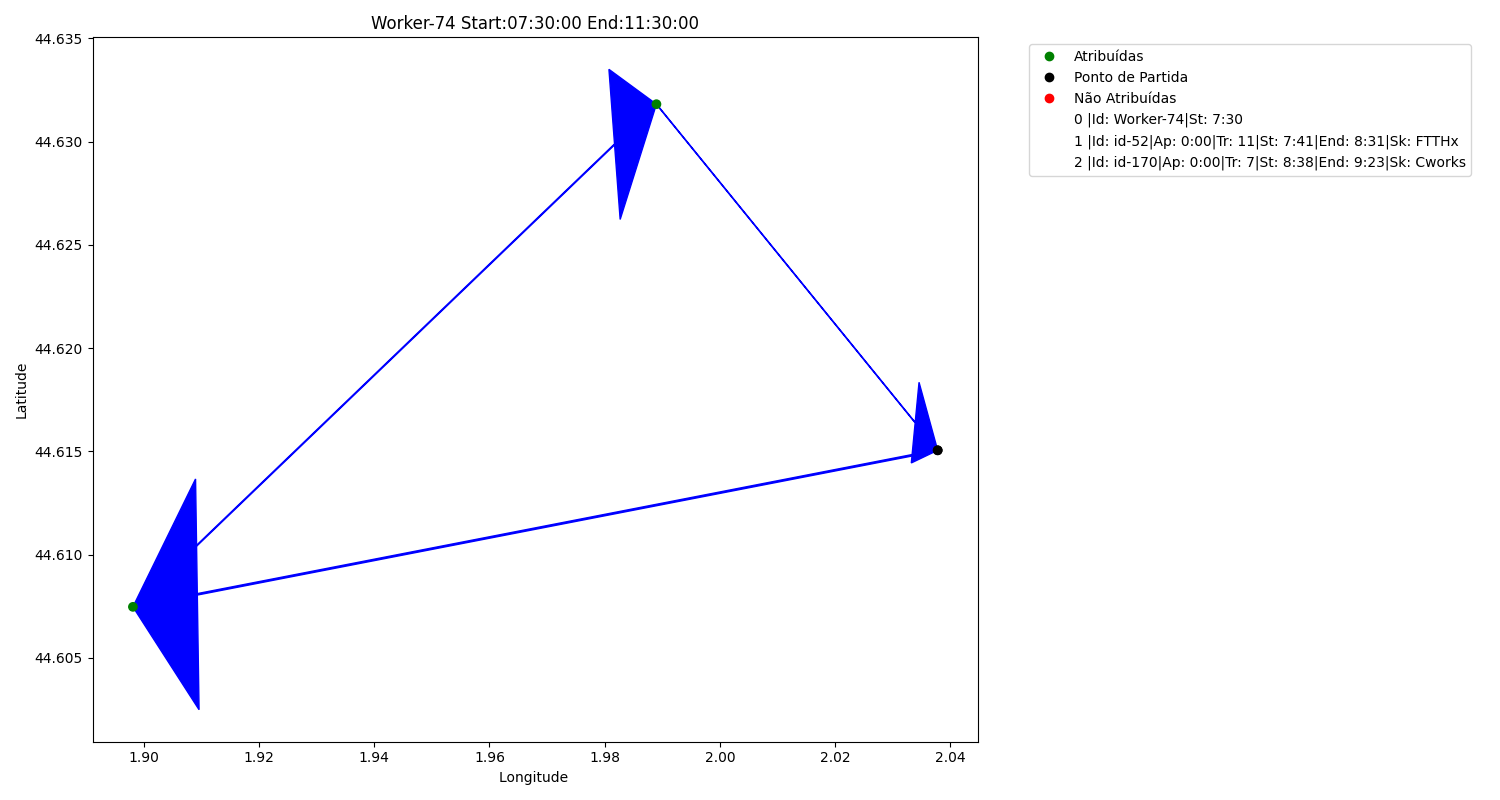 Worker-74 Start:07:30:00 End:11:30:00
44.635
44.630
44.625
44.620
44.615
44.610
44.605
Latitude
1.90 1.92 1.94 1.96 1.98 2.00 2.02 2.04
Longitude
Atribuídas
Ponto de Partida
Não Atribuídas
0 |Id: Worker-74|St: 7:30
1 |Id: id-52|Ap: 0:00|Tr: 11|St: 7:41|End: 8:31|Sk: FTTHx
2 |Id: id-170|Ap: 0:00|Tr: 7|St: 8:38|End: 9:23|Sk: Cworks